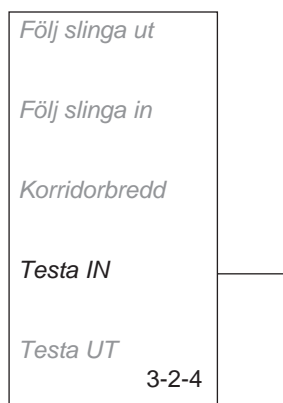 Följ slinga ut
Följ slinga in
Korridorbredd
Testa IN
Testa UT
3-2-4